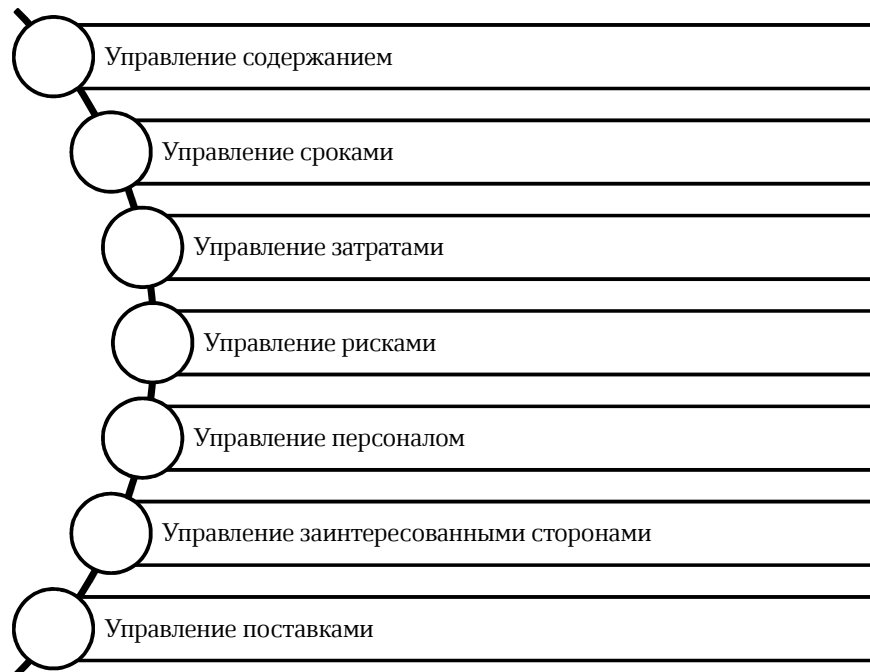 Управление содержанием
Управление сроками
Управление затратами
Управление рисками
Управление персоналом
Управление заинтересованными сторонами
Управление поставками